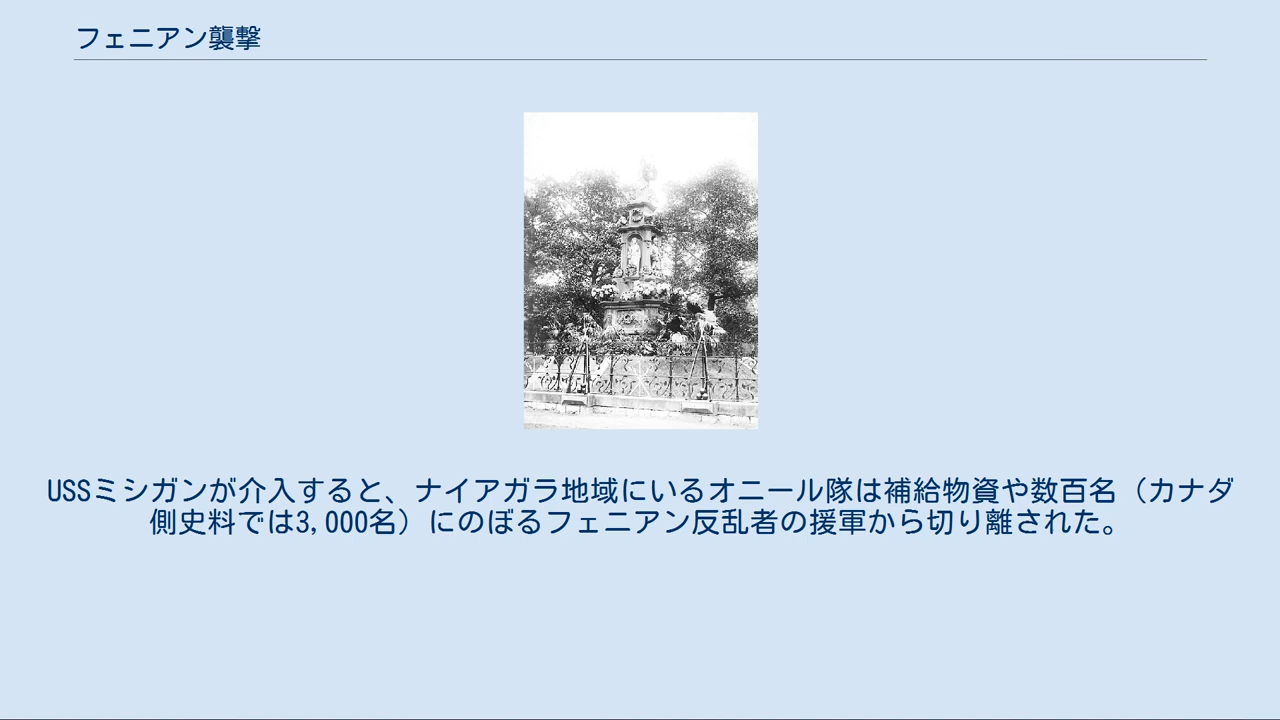 フェニアン襲撃
USSミシガンが介入すると、ナイアガラ地域にいるオニール隊は補給物資や数百名（カナダ
側史料では3,000名）にのぼるフェニアン反乱者の援軍から切り離された。